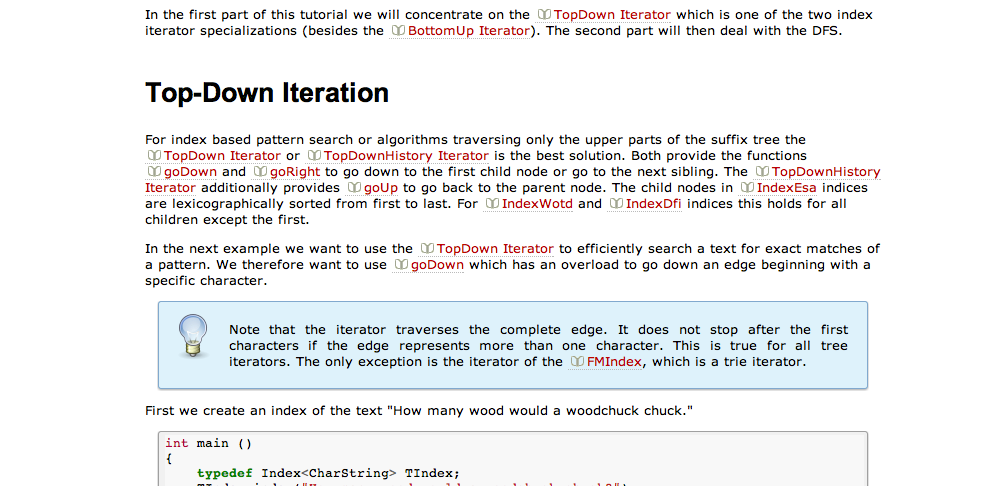 In the first part of this tutorial we will concentrate on the TopDown Iterator which is one of the two index
iterator specializations (besides the BottomUp Iterator). The second part will then deal with the DFS.
Top-Down Iteration
For index based pattern search or algorithms traversing only the upper parts of the suffix tree the
TopDown Iterator or TopDownHistory Iterator is the best solution. Both provide the functions
goDown and goRight to go down to the first child node or go to the next sibling. The TopDownHistory
Iterator additionally provides goUp to go back to the parent node. The child nodes in IndexEsa indices
are lexicographically sorted from first to last. For IndexWotd and IndexDfi indices this holds for all
children except the first.
In the next example we want to use the TopDown Iterator to efficiently search a text for exact matches of
a pattern. We therefore want to use goDown which has an overload to go down an edge beginning with a
specific character.
Note that the iterator traverses the complete edge. It does not stop after the first
characters if the edge represents more than one character. This is true for all tree
iterators. The only exception is the iterator of the FMIndex, which is a trie iterator.
First we create an index of the text "How many wood would a woodchuck chuck."
int main ()
{
typedef Index<CharString> TIndex;